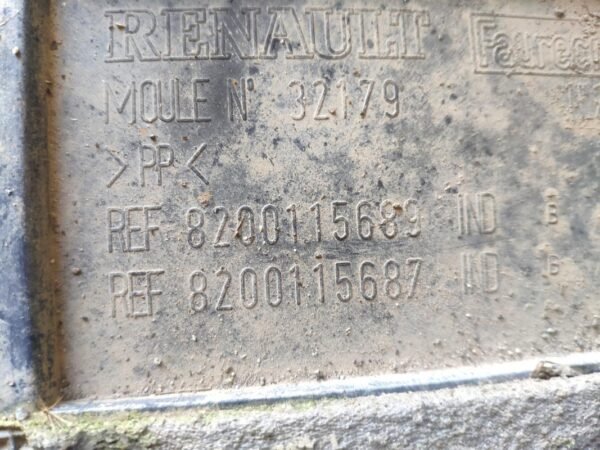 RENAULT
MOULE N° 32179
>PP<
REF 8200115689 IND E
REF 8200115687 IND B